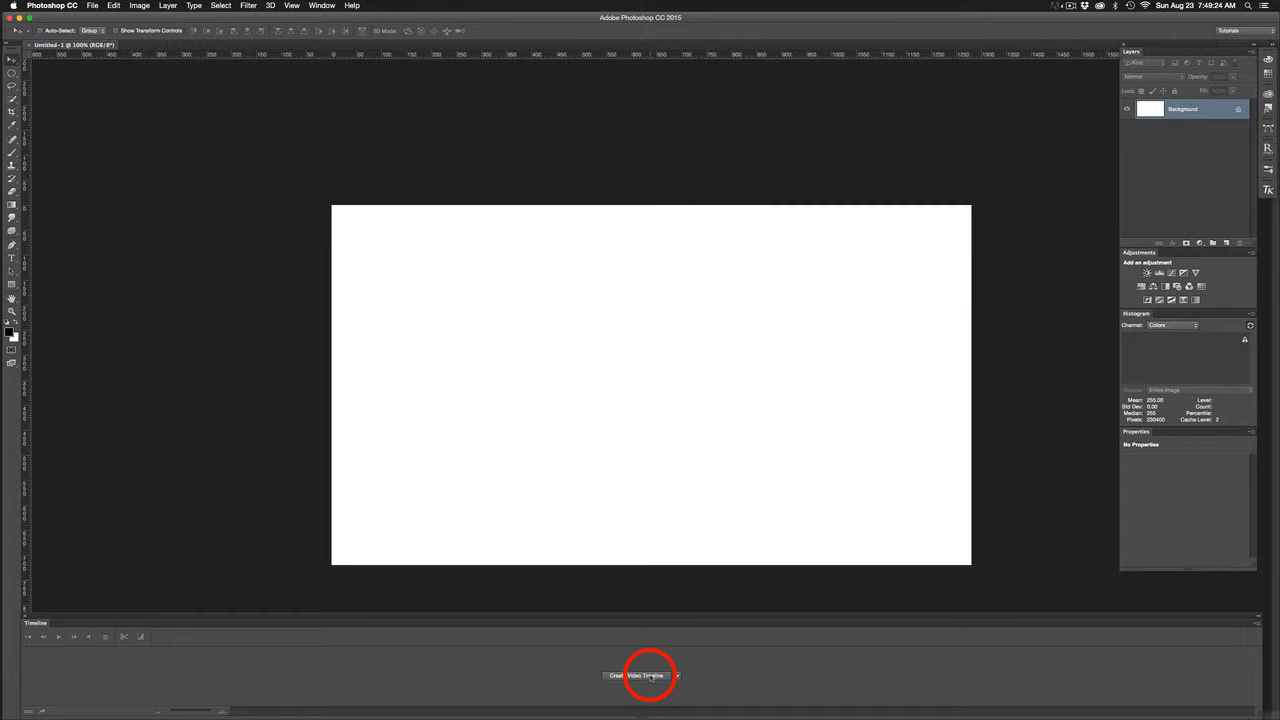 Photoshop CC File Edit Image Layer Type Select Filter 3D View Window Help Sun Aug 23 7:49:24 AM
Adobe Photoshop CC 2015
Auto-Select: Group Show Transform Controls 3D Mode: Tutorials
Untitled-1 @ 100% (RGB/8*)
Layers
Kind
Normal Opacity: 100%
Lock: Fill: 100%
Background
Adjustments
Add an adjustment
Histogram
Channel: Colors
Source: Entire Image
Mean: 255.00 Level:
Std Dev: 0.00 Count:
Median: 255 Percentile:
Pixels: 230400 Cache Level: 2
Properties
No Properties
Timeline
Create Video Timeline